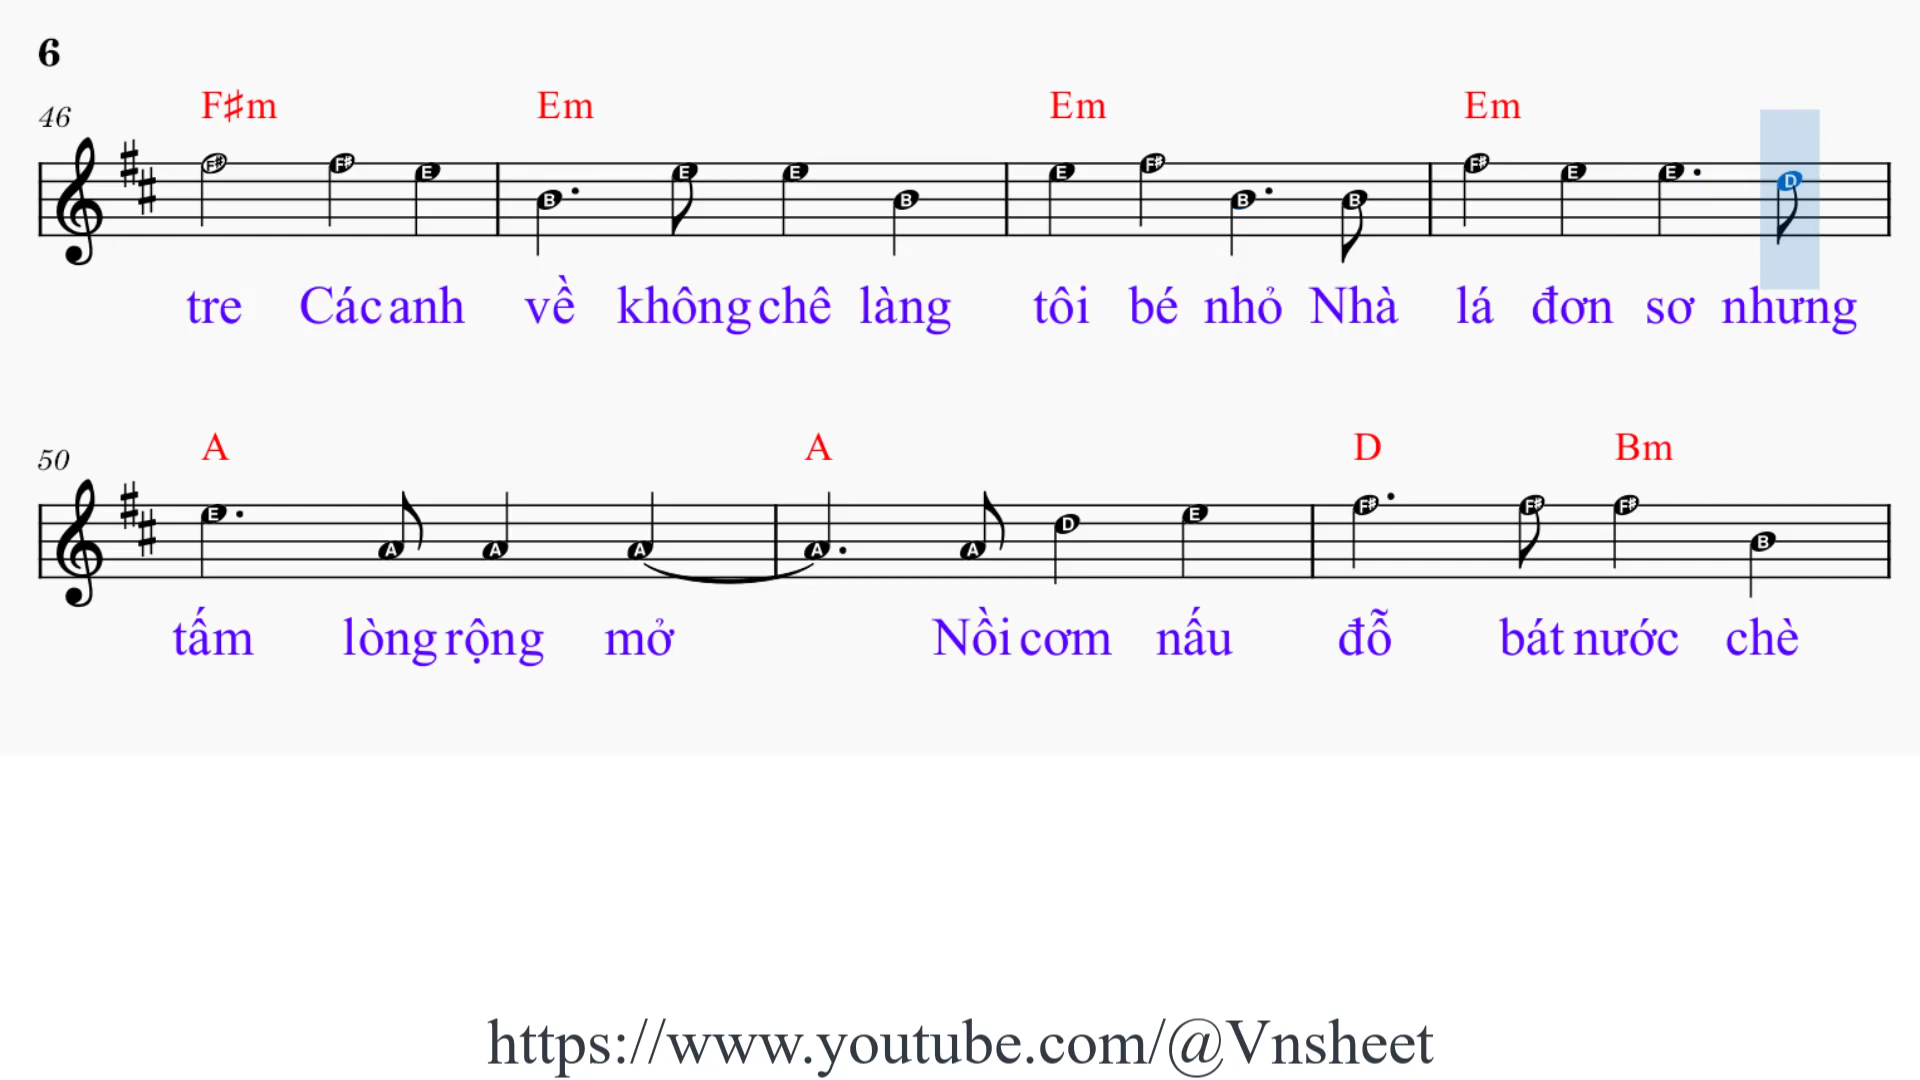 6
46
F♯m Em Em Em
F# F# E B E E B E F# B B F# E E D
tre Các anh về không chê làng tôi bé nhỏ Nhà lá đơn sơ nhưng
50
A A D Bm
E A A A A A D E F# F# F# B
tấm lòng rộng mở Nồi cơm nấu đỗ bát nước chè
https://www.youtube.com/@Vnsheet